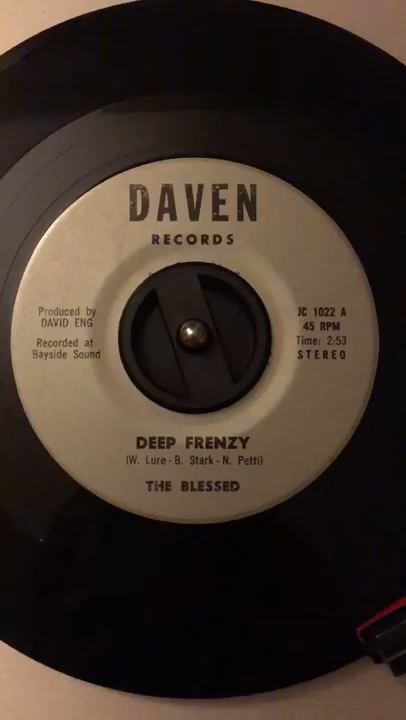 DAVEN
RECORDS
Produced by
DAVID ENG
Recorded at
Bayside Sound
JC 1022 A
45 RPM
Time: 2:53
STEREO
DEEP FRENZY
(W. Lure - B. Stark - N. Petti)
THE BLESSED